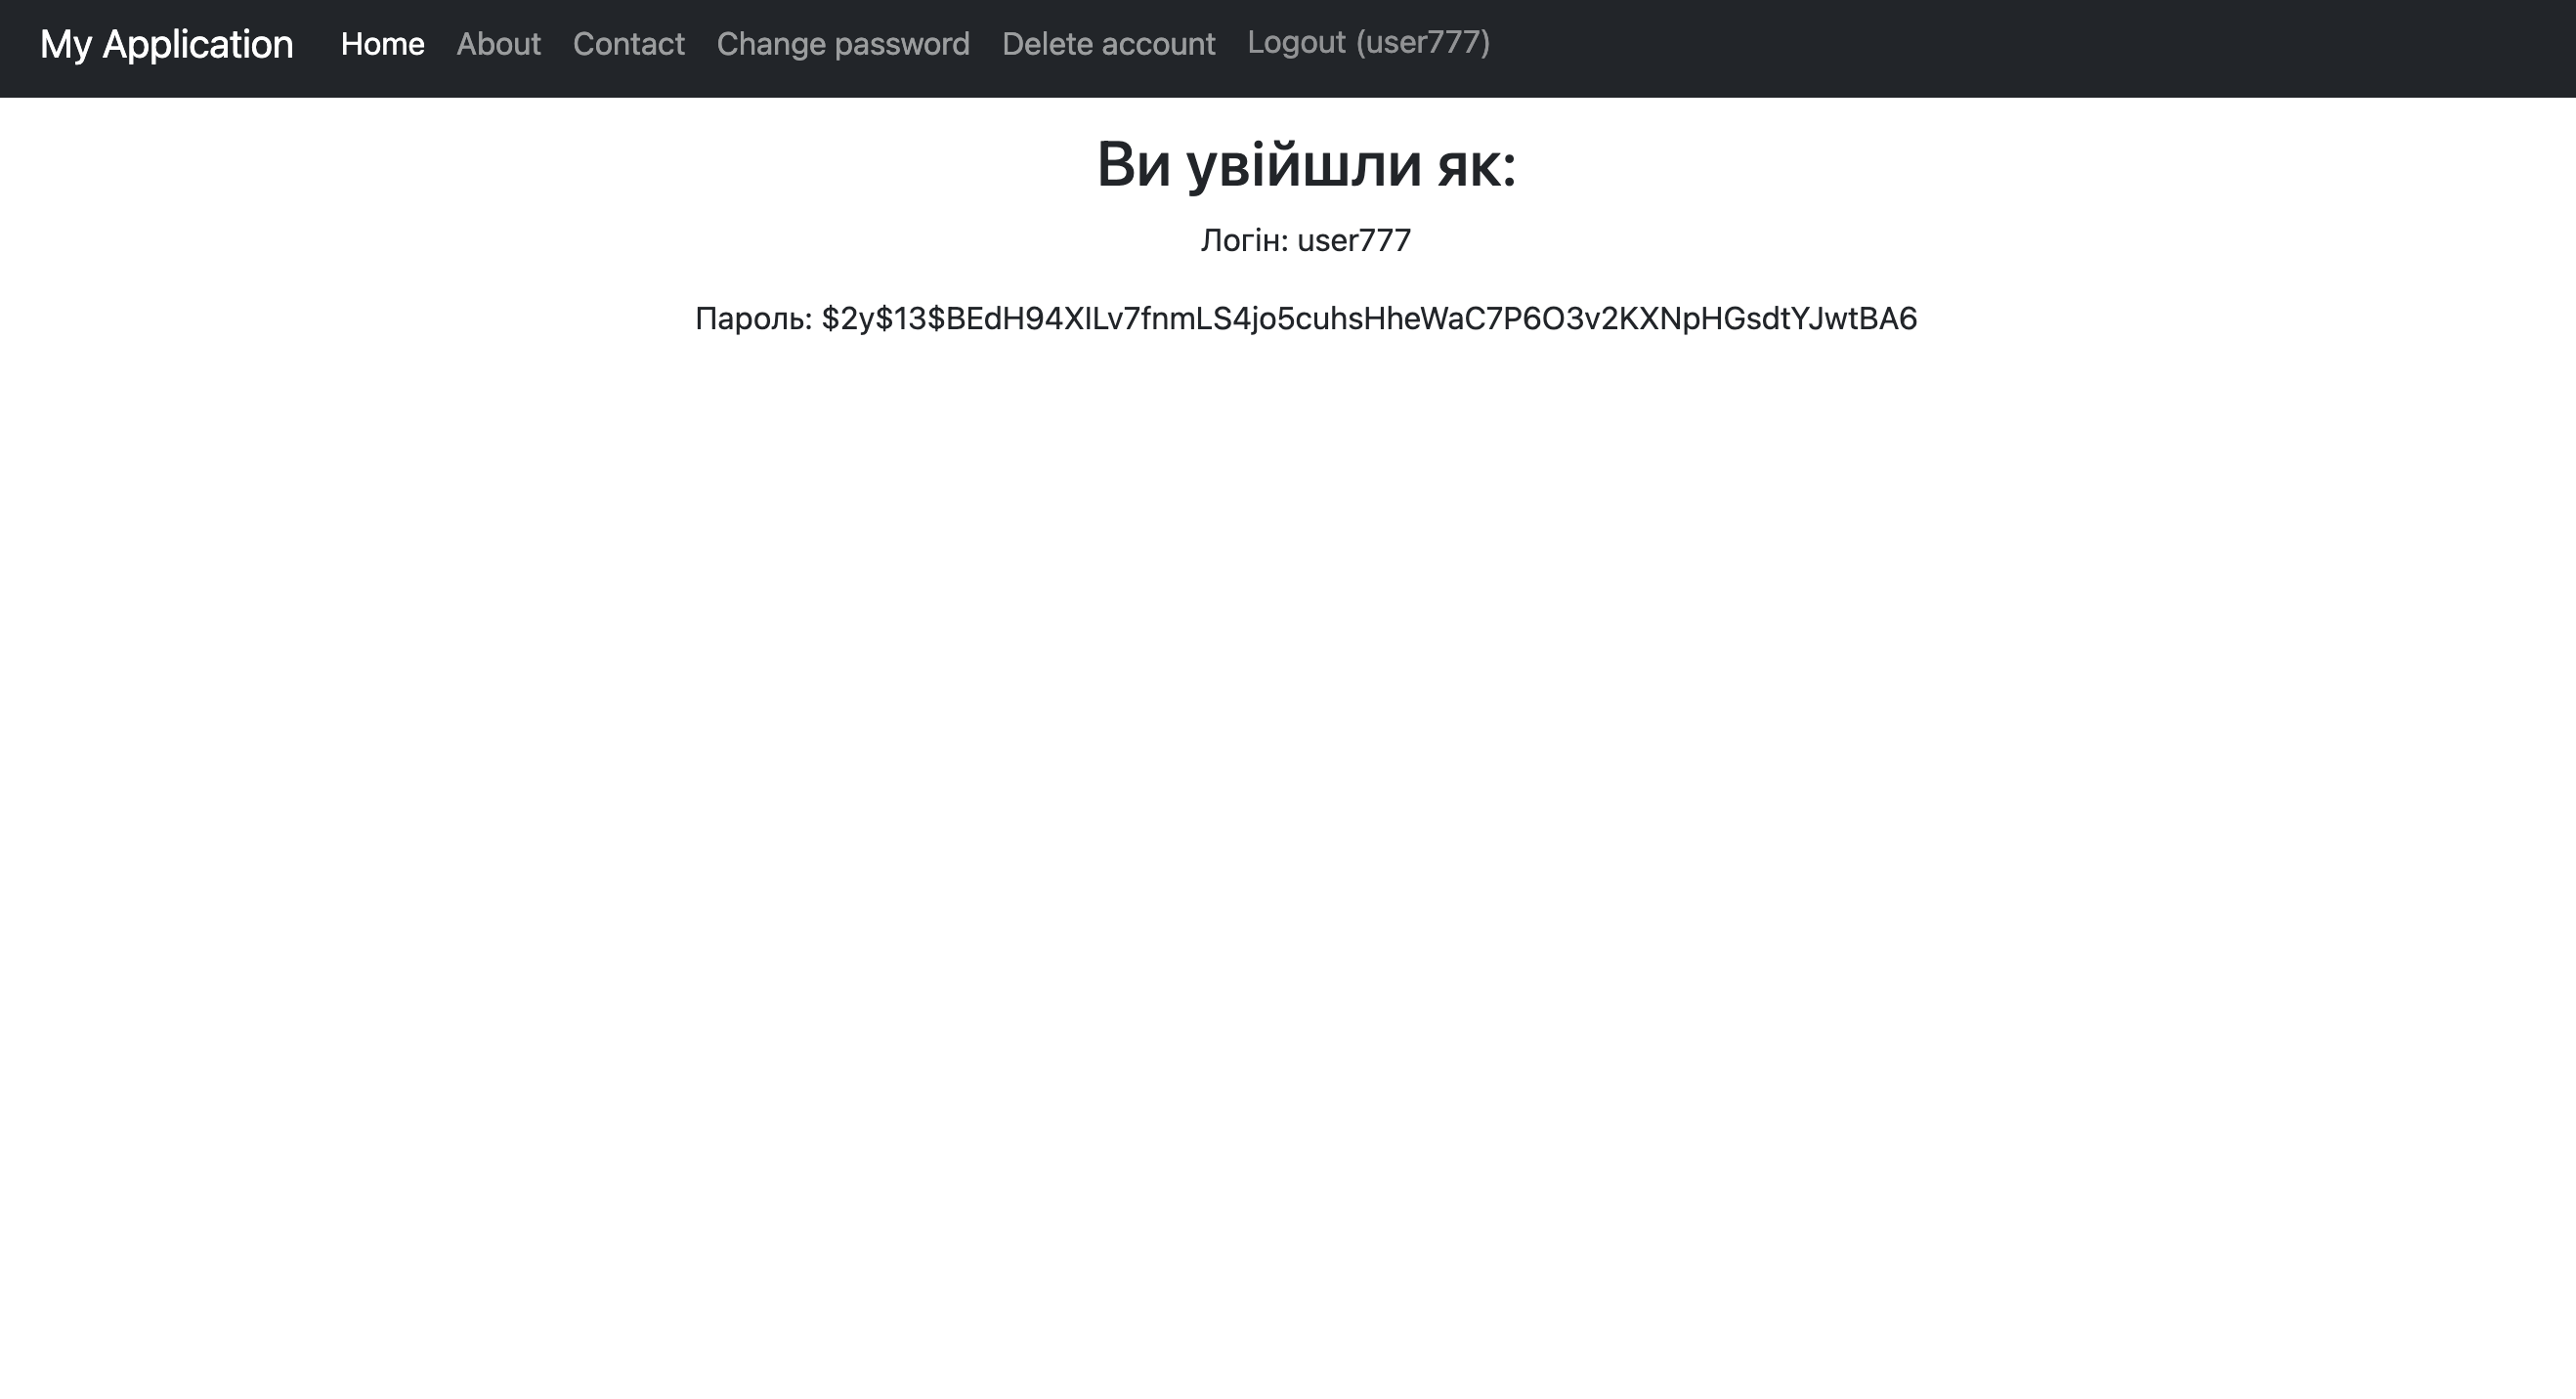 My Application Home About Contact Change password Delete account Logout (user777)
Ви увійшли як:
Логін: user777
Пароль: $2y$13$BEdH94XILv7fnmLS4jo5cuhsHheWaC7P6O3v2KXNpHGsdtYJwtBA6